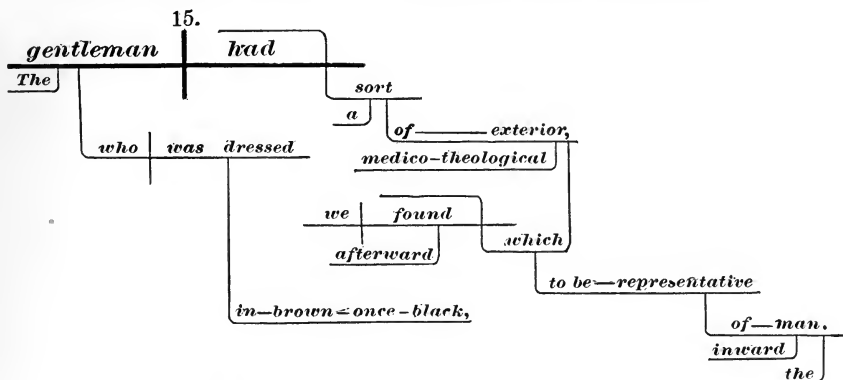 15.
gentleman had
The
sort
a
of exterior,
medico-theological
who was dressed
we found
afterward
which
to be—representative
in-brown=once-black,
of—man.
inward
the